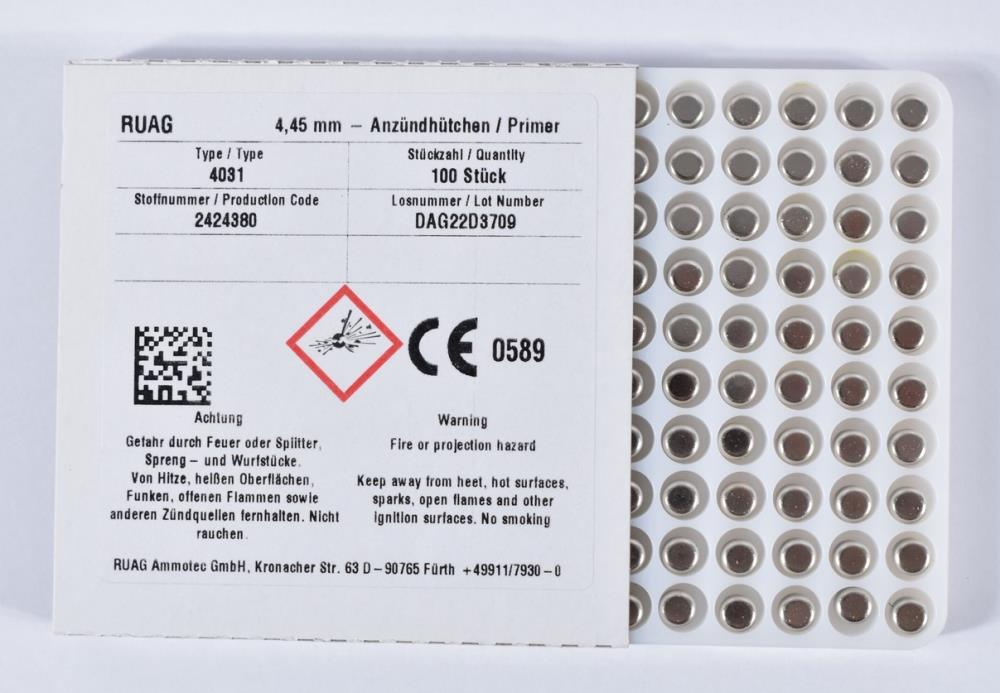 RUAG 4,45 mm – Anzündhütchen / Primer
Type / Type
4031
Stückzahl / Quantity
100 Stück
Stoffnummer / Production Code
2424380
Losnummer / Lot Number
DAG22D3709
CE 0589
Achtung
Gefahr durch Feuer oder Splitter,
Spreng – und Wurfstücke.
Von Hitze, heißen Oberflächen,
Funken, offenen Flammen sowie
anderen Zündquellen fernhalten. Nicht
rauchen.
Warning
Fire or projection hazard
Keep away from heet, hot surfaces,
sparks, open flames and other
ignition surfaces. No smoking
RUAG Ammotec GmbH, Kronacher Str. 63 D – 90765 Fürth +49911/7930 – 0